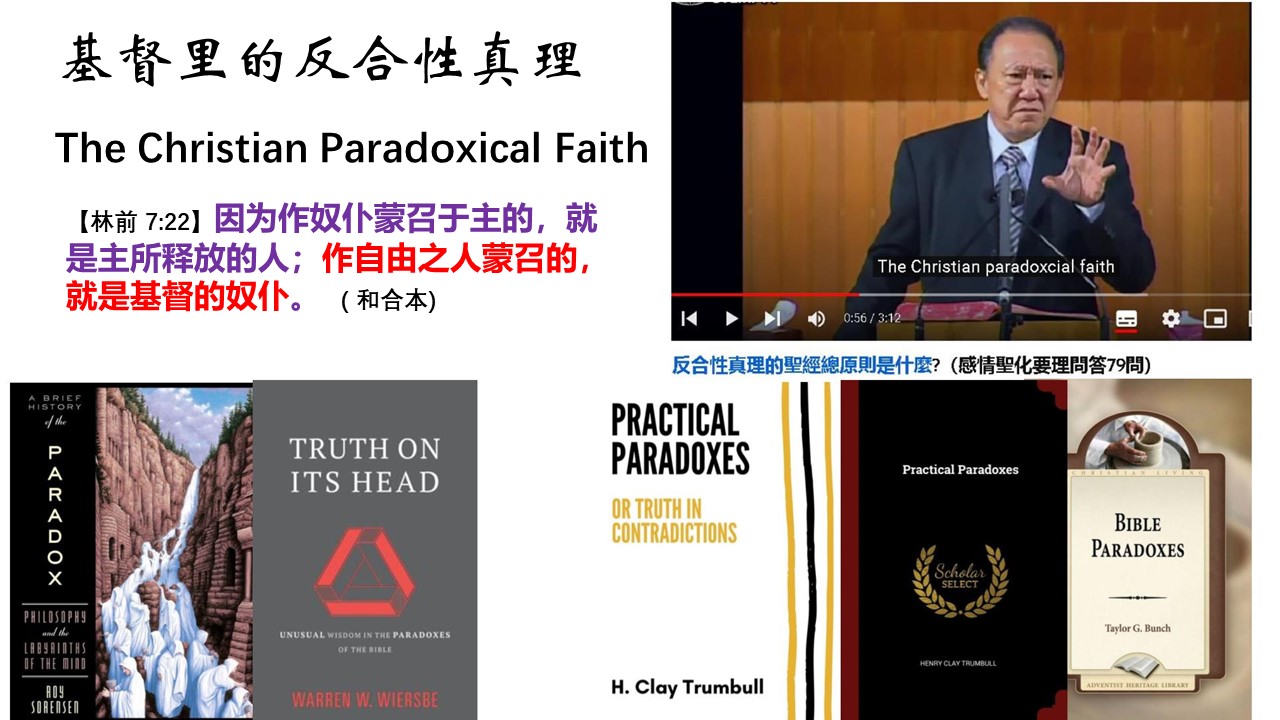 基督里的反合性真理
The Christian Paradoxical Faith
【林前 7:22】因为作奴仆蒙召于主的，就
是主所释放的人；作自由之人蒙召的，
就是基督的奴仆。 （和合本)
The Christian paradoxcial faith
0:56 / 3:12
反合性真理的聖經總原則是什麼?（感情聖化要理問答79問）
A BRIEF
HISTORY
of the
PARADOX
PHILOSOPHY
and the
LABYRINTHS
OF THE MIND
ROY
SORENSEN
TRUTH ON
ITS HEAD
UNUSUAL WISDOM IN THE PARADOXES
OF THE BIBLE
WARREN W. WIERSBE
PRACTICAL
PARADOXES
OR TRUTH IN
CONTRADICTIONS
H. Clay Trumbull
Practical Paradoxes
Scholar
SELECT
HENRY CLAY TRUMBULL
CHRISTIAN LIVING
BIBLE
PARADOXES
Taylor G. Bunch
ADVENTIST HERITAGE LIBRARY